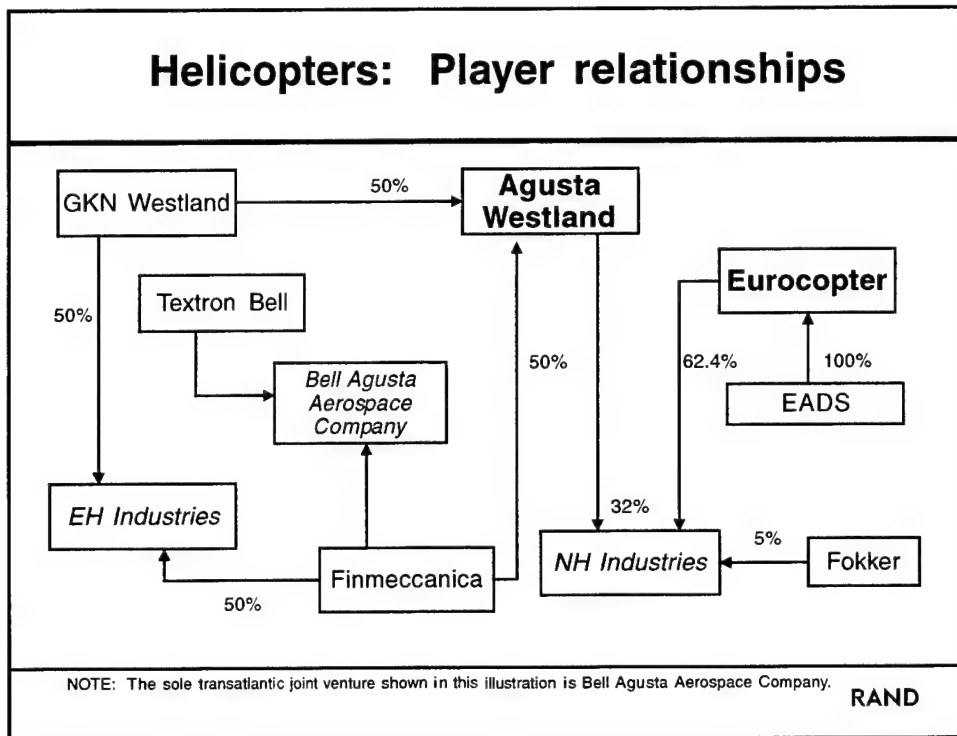 Helicopters: Player relationships
GKN Westland
50%
Agusta
Westland
50%
Textron Bell
Bell Agusta
Aerospace
Company
50%
Eurocopter
62.4%
100%
EADS
EH Industries
50%
Finmeccanica
32%
NH Industries
5%
Fokker
NOTE: The sole transatlantic joint venture shown in this illustration is Bell Agusta Aerospace Company.
RAND